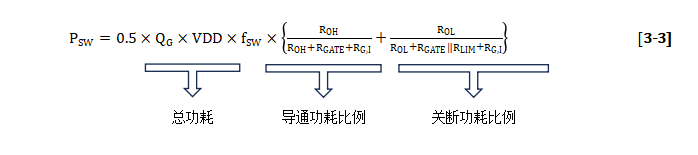 P_SW = 0.5 × Q_G × VDD × f_SW × {R_OH/(R_OH+R_GATE+R_G,I) + R_OL/(R_OL+R_GATE∥R_LIM+R_G,I)} [3-3]
总功耗 导通功耗比例 关断功耗比例